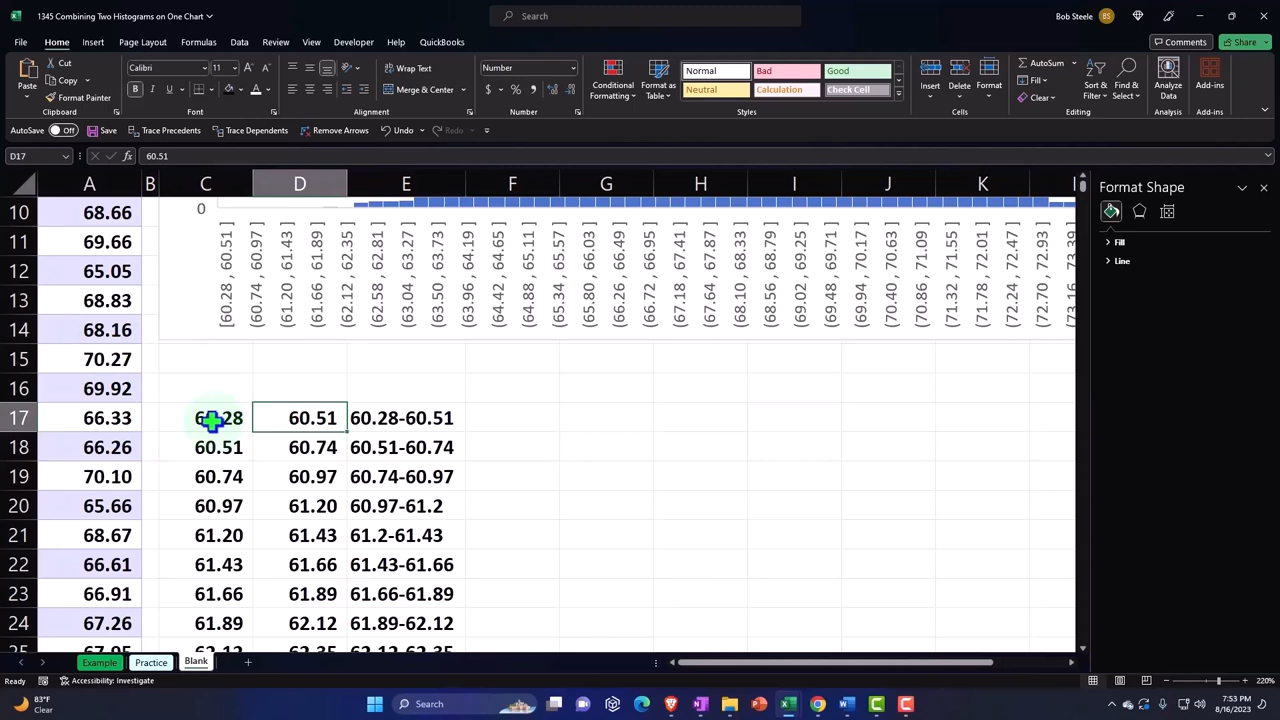 1345 Combining Two Histograms on One Chart
Search
Bob Steele
BS
File Home Insert Page Layout Formulas Data Review View Developer Help QuickBooks
Comments
Share
Paste
Cut
Copy
Format Painter
Clipboard
Calibri
11
B I U
Font
Wrap Text
Merge & Center
Alignment
Number
Number
Conditional Formatting
Format as Table
Normal Bad Good
Neutral Calculation Check Cell
Styles
Insert Delete Format
Cells
AutoSum
Fill
Clear
Sort & Filter
Find & Select
Editing
Analyze Data
Analysis
Add-ins
Add-ins
AutoSave Off Save Trace Precedents Trace Dependents Remove Arrows Undo Redo
D17
fx
60.51
A B C D E F G H I J K
Format Shape
Fill
Line
0
[60.28 , 60.51 ]
(60.74 , 60.97 ]
(61.20 , 61.43 ]
(61.66 , 61.89 ]
(62.12 , 62.35 ]
(62.58 , 62.81 ]
(63.04 , 63.27 ]
(63.50 , 63.73 ]
(63.96 , 64.19 ]
(64.42 , 64.65 ]
(64.88 , 65.11 ]
(65.34 , 65.57 ]
(65.80 , 66.03 ]
(66.26 , 66.49 ]
(66.72 , 66.95 ]
(67.18 , 67.41 ]
(67.64 , 67.87 ]
(68.10 , 68.33 ]
(68.56 , 68.79 ]
(69.02 , 69.25 ]
(69.48 , 69.71 ]
(69.94 , 70.17 ]
(70.40 , 70.63 ]
(70.86 , 71.09 ]
(71.32 , 71.55 ]
(71.78 , 72.01 ]
(72.24 , 72.47 ]
(72.70 , 72.93 ]
10 68.66
11 69.66
12 65.05
13 68.83
14 68.16
15 70.27
16 69.92
17 66.33 60.28 60.51 60.28-60.51
18 66.26 60.51 60.74 60.51-60.74
19 70.10 60.74 60.97 60.74-60.97
20 65.66 60.97 61.20 60.97-61.2
21 68.67 61.20 61.43 61.2-61.43
22 66.61 61.43 61.66 61.43-61.66
23 66.91 61.66 61.89 61.66-61.89
24 67.26 61.89 62.12 61.89-62.12
Example Practice Blank
Ready Accessibility: Investigate
220%
83°F
Clear
Search
7:53 PM
8/16/2023